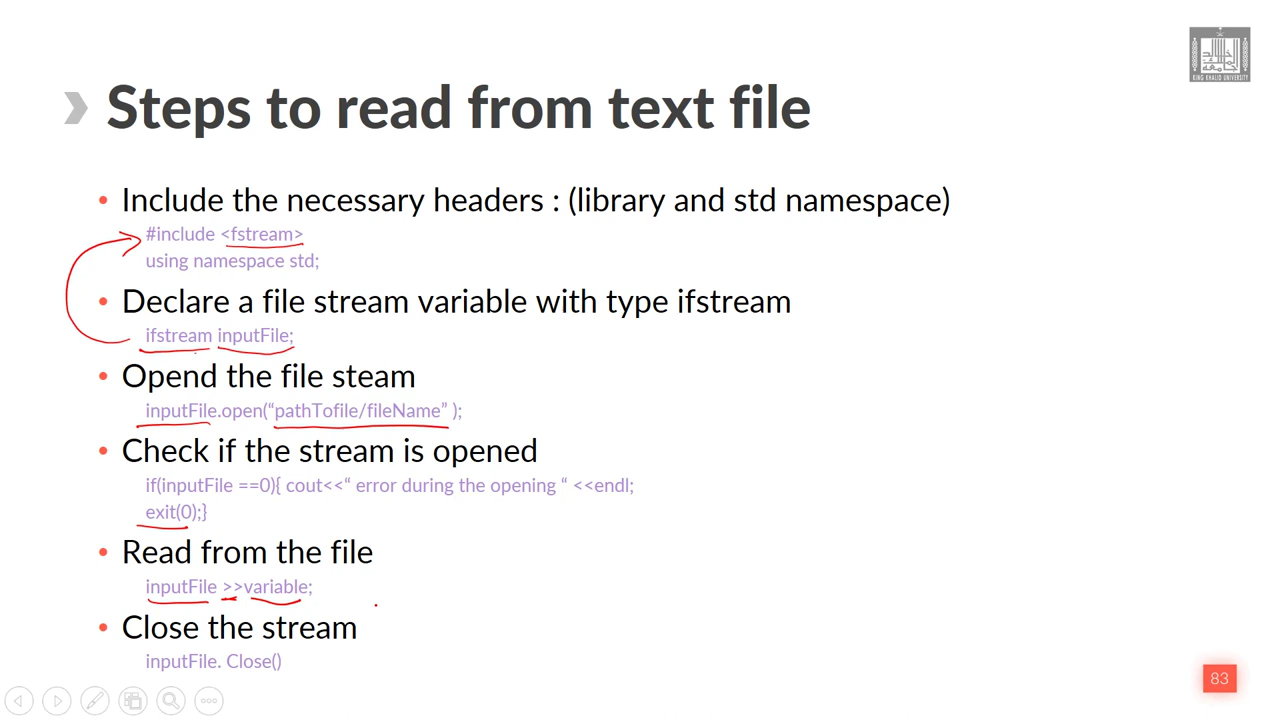 KING KHALID UNIVERSITY
Steps to read from text file
• Include the necessary headers : (library and std namespace)
#include <fstream>
using namespace std;
• Declare a file stream variable with type ifstream
ifstream inputFile;
• Opend the file steam
inputFile.open(“pathTofile/fileName” );
• Check if the stream is opened
if(inputFile ==0){ cout<<“ error during the opening “ <<endl;
exit(0);}
• Read from the file
inputFile >>variable;
• Close the stream
inputFile. Close()
83